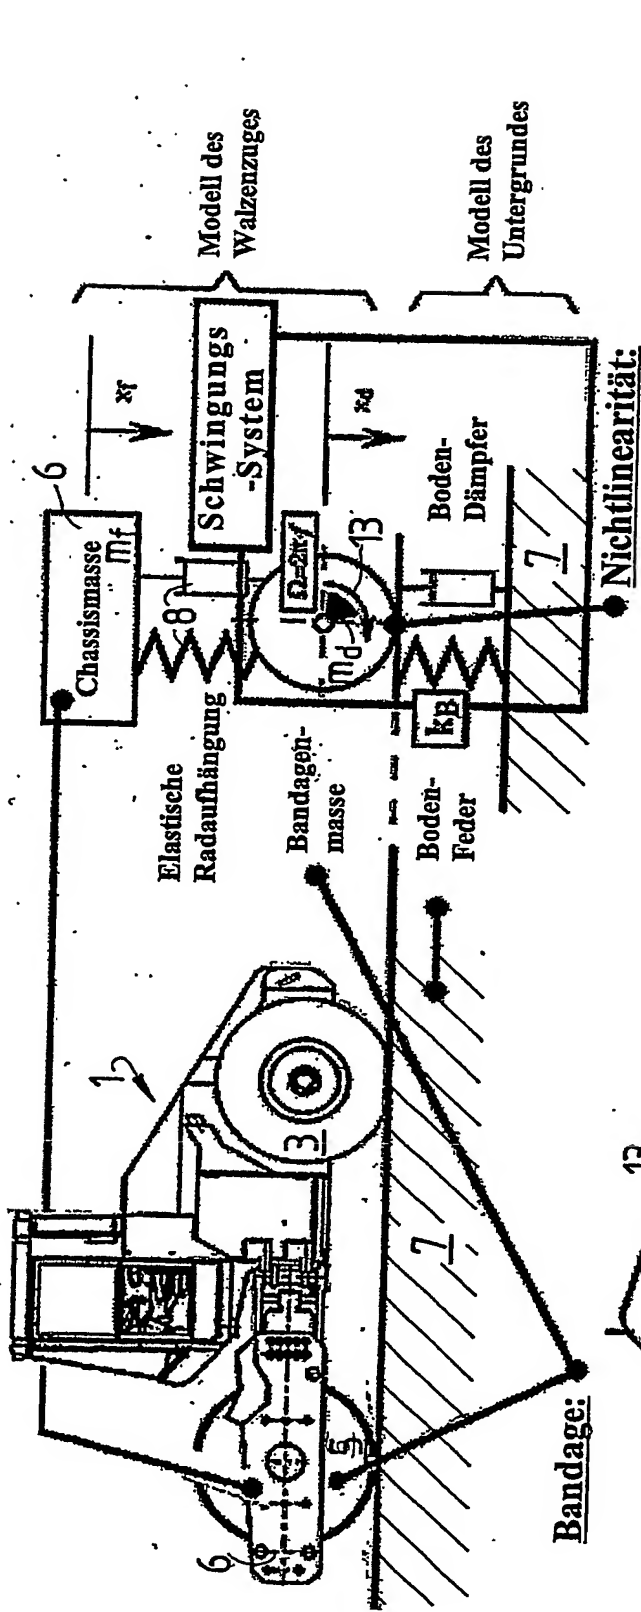 Chassismasse
mf
6
xf
Modell des
Walzenzuges
Elastische
Radaufhängung
8
Schwingungs
-System
Ω=2π·f
Bandagen-
masse
md
13
xd
Boden-
Feder
kB
Boden-
Dämpfer
Modell des
Untergrundes
7
Nichtlinearität:
1
3
5
6
7
Bandage: